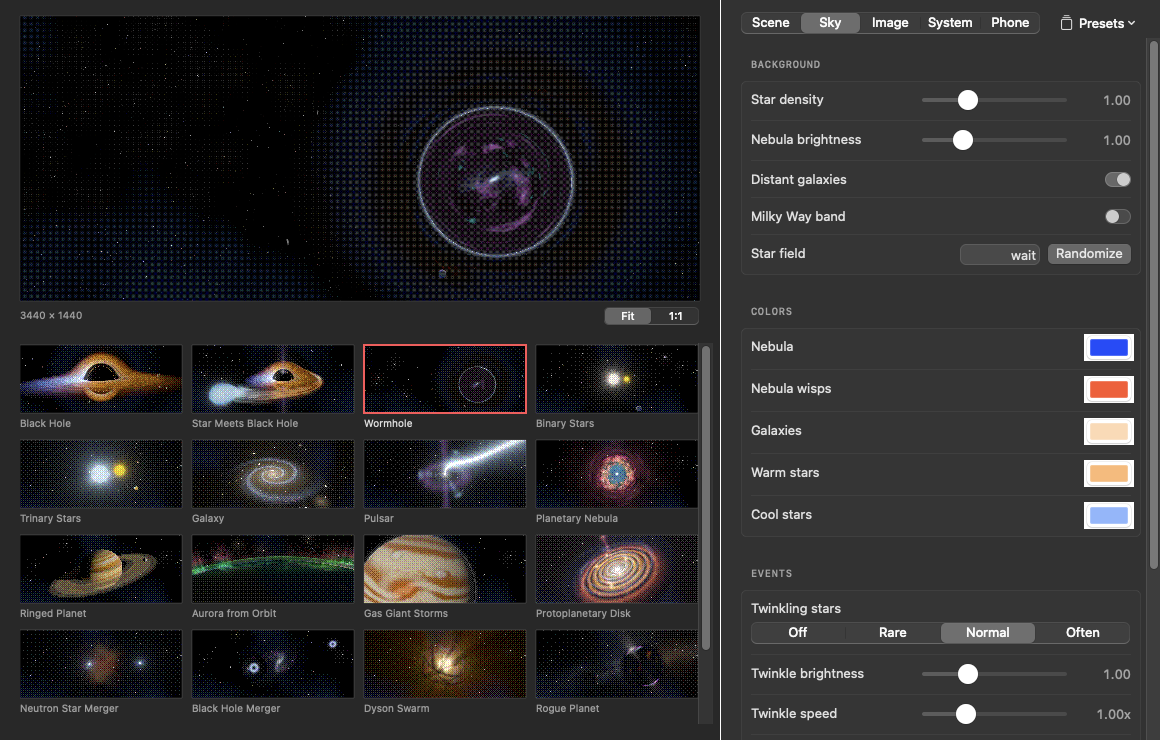 Scene Sky Image System Phone Presets
BACKGROUND
Star density 1.00
Nebula brightness 1.00
Distant galaxies
Milky Way band
Star field wait Randomize
3440 × 1440 Fit 1:1
COLORS
Nebula
Nebula wisps
Galaxies
Warm stars
Cool stars
Black Hole Star Meets Black Hole Wormhole Binary Stars
Trinary Stars Galaxy Pulsar Planetary Nebula
Ringed Planet Aurora from Orbit Gas Giant Storms Protoplanetary Disk
Neutron Star Merger Black Hole Merger Dyson Swarm Rogue Planet
EVENTS
Twinkling stars
Off Rare Normal Often
Twinkle brightness 1.00
Twinkle speed 1.00x